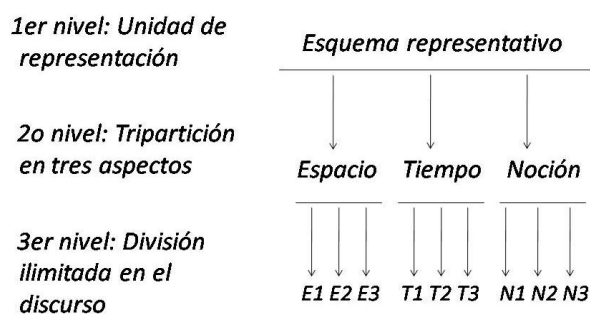 1er nivel: Unidad de
representación
Esquema representativo
2o nivel: Tripartición
en tres aspectos
Espacio Tiempo Noción
3er nivel: División
ilimitada en el
discurso
E1 E2 E3 T1 T2 T3 N1 N2 N3